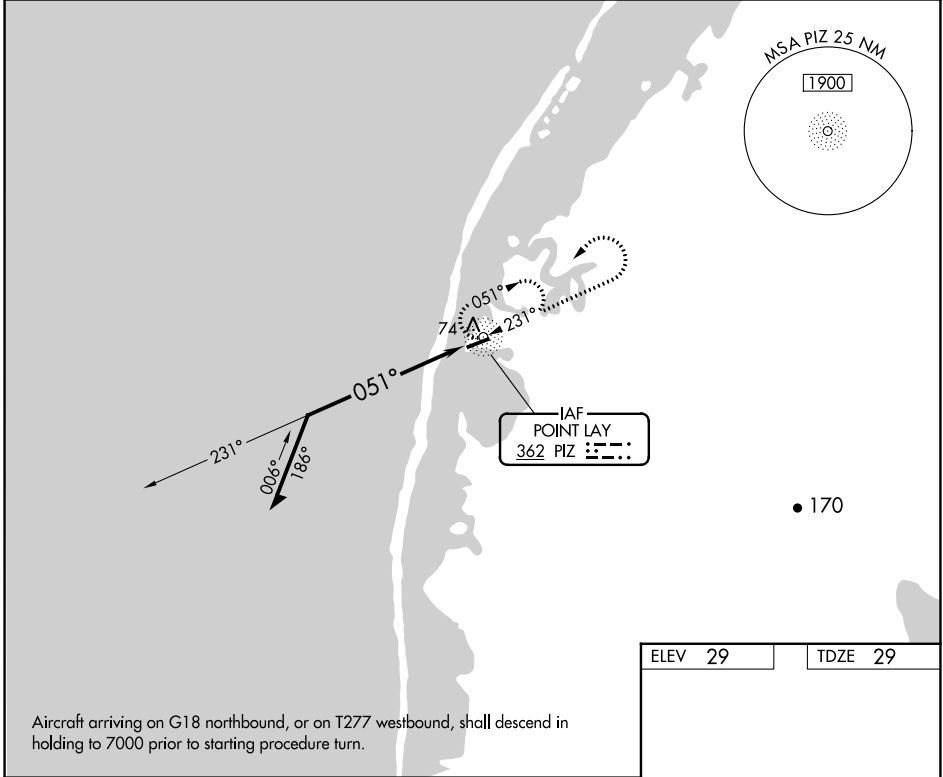 MSA PIZ 25 NM
1900
051°
74
231°
051°
IAF
POINT LAY
362 PIZ
231°
006°
186°
170
ELEV 29
TDZE 29
Aircraft arriving on G18 northbound, or on T277 westbound, shall descend in
holding to 7000 prior to starting procedure turn.